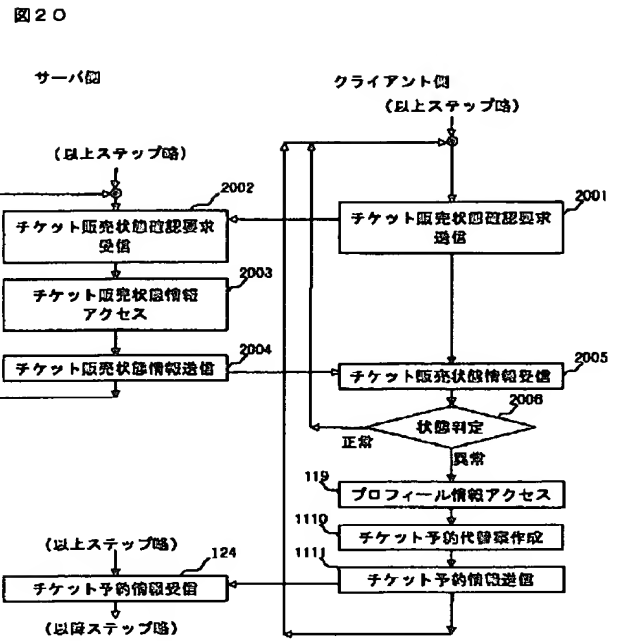 図20
サーバ側
クライアント側
(以上ステップ略)
(以上ステップ略)
2002
チケット販売状態確認要求
受信
2001
チケット販売状態確認要求
送信
2003
チケット販売状態情報
アクセス
2004
チケット販売状態情報送信
2005
チケット販売状態情報受信
2006
状態判定
正常
異常
119
プロフィール情報アクセス
1110
チケット予約代替案作成
(以上ステップ略)
1111
チケット予約情報送信
124
チケット予約情報受信
(以降ステップ略)